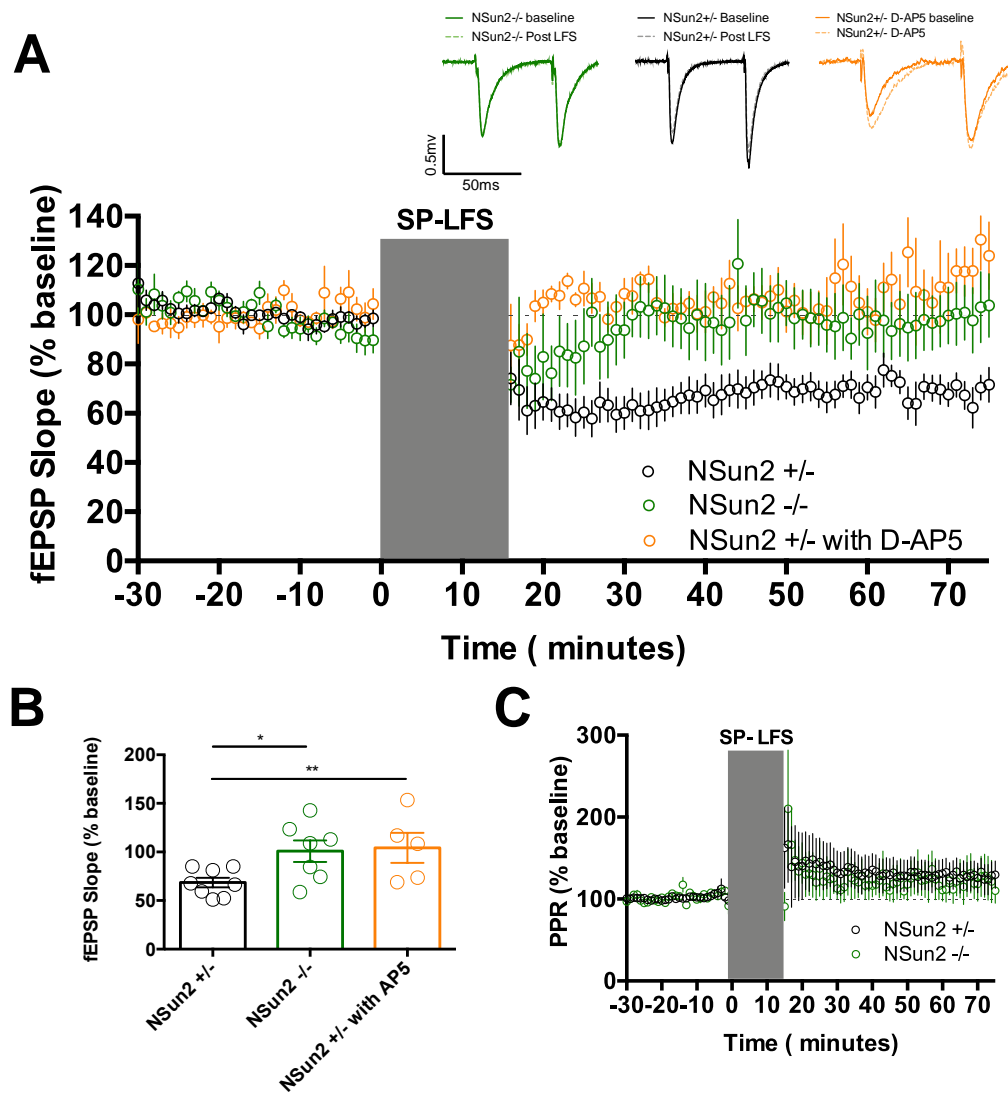 NSun2-/- baseline
NSun2-/- Post LFS
NSun2+/- Baseline
NSun2+/- Post LFS
NSun2+/- D-AP5 baseline
NSun2+/- D-AP5
A
0.5mv
50ms
SP-LFS
fEPSP Slope (% baseline)
140
120
100
80
60
40
20
0
-30
-20
-10
0
10
20
30
40
50
60
70
Time ( minutes)
NSun2 +/-
NSun2 -/-
NSun2 +/- with D-AP5
B
fEPSP Slope (% baseline)
200
150
100
50
0
*
**
NSun2 +/-
NSun2 -/-
NSun2 +/- with AP5
C
SP- LFS
PPR (% baseline)
300
200
100
0
-30
-20
-10
0
10
20
30
40
50
60
70
Time ( minutes)
NSun2 +/-
NSun2 -/-